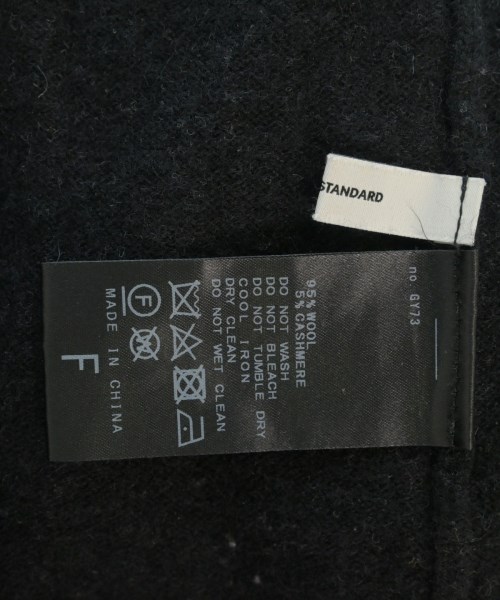 STANDARD
no. GY73
95% WOOL
5% CASHMERE
DO NOT WASH
DO NOT BLEACH
DO NOT TUMBLE DRY
COOL IRON
DRY CLEAN
DO NOT WET CLEAN
F
MADE IN CHINA
F